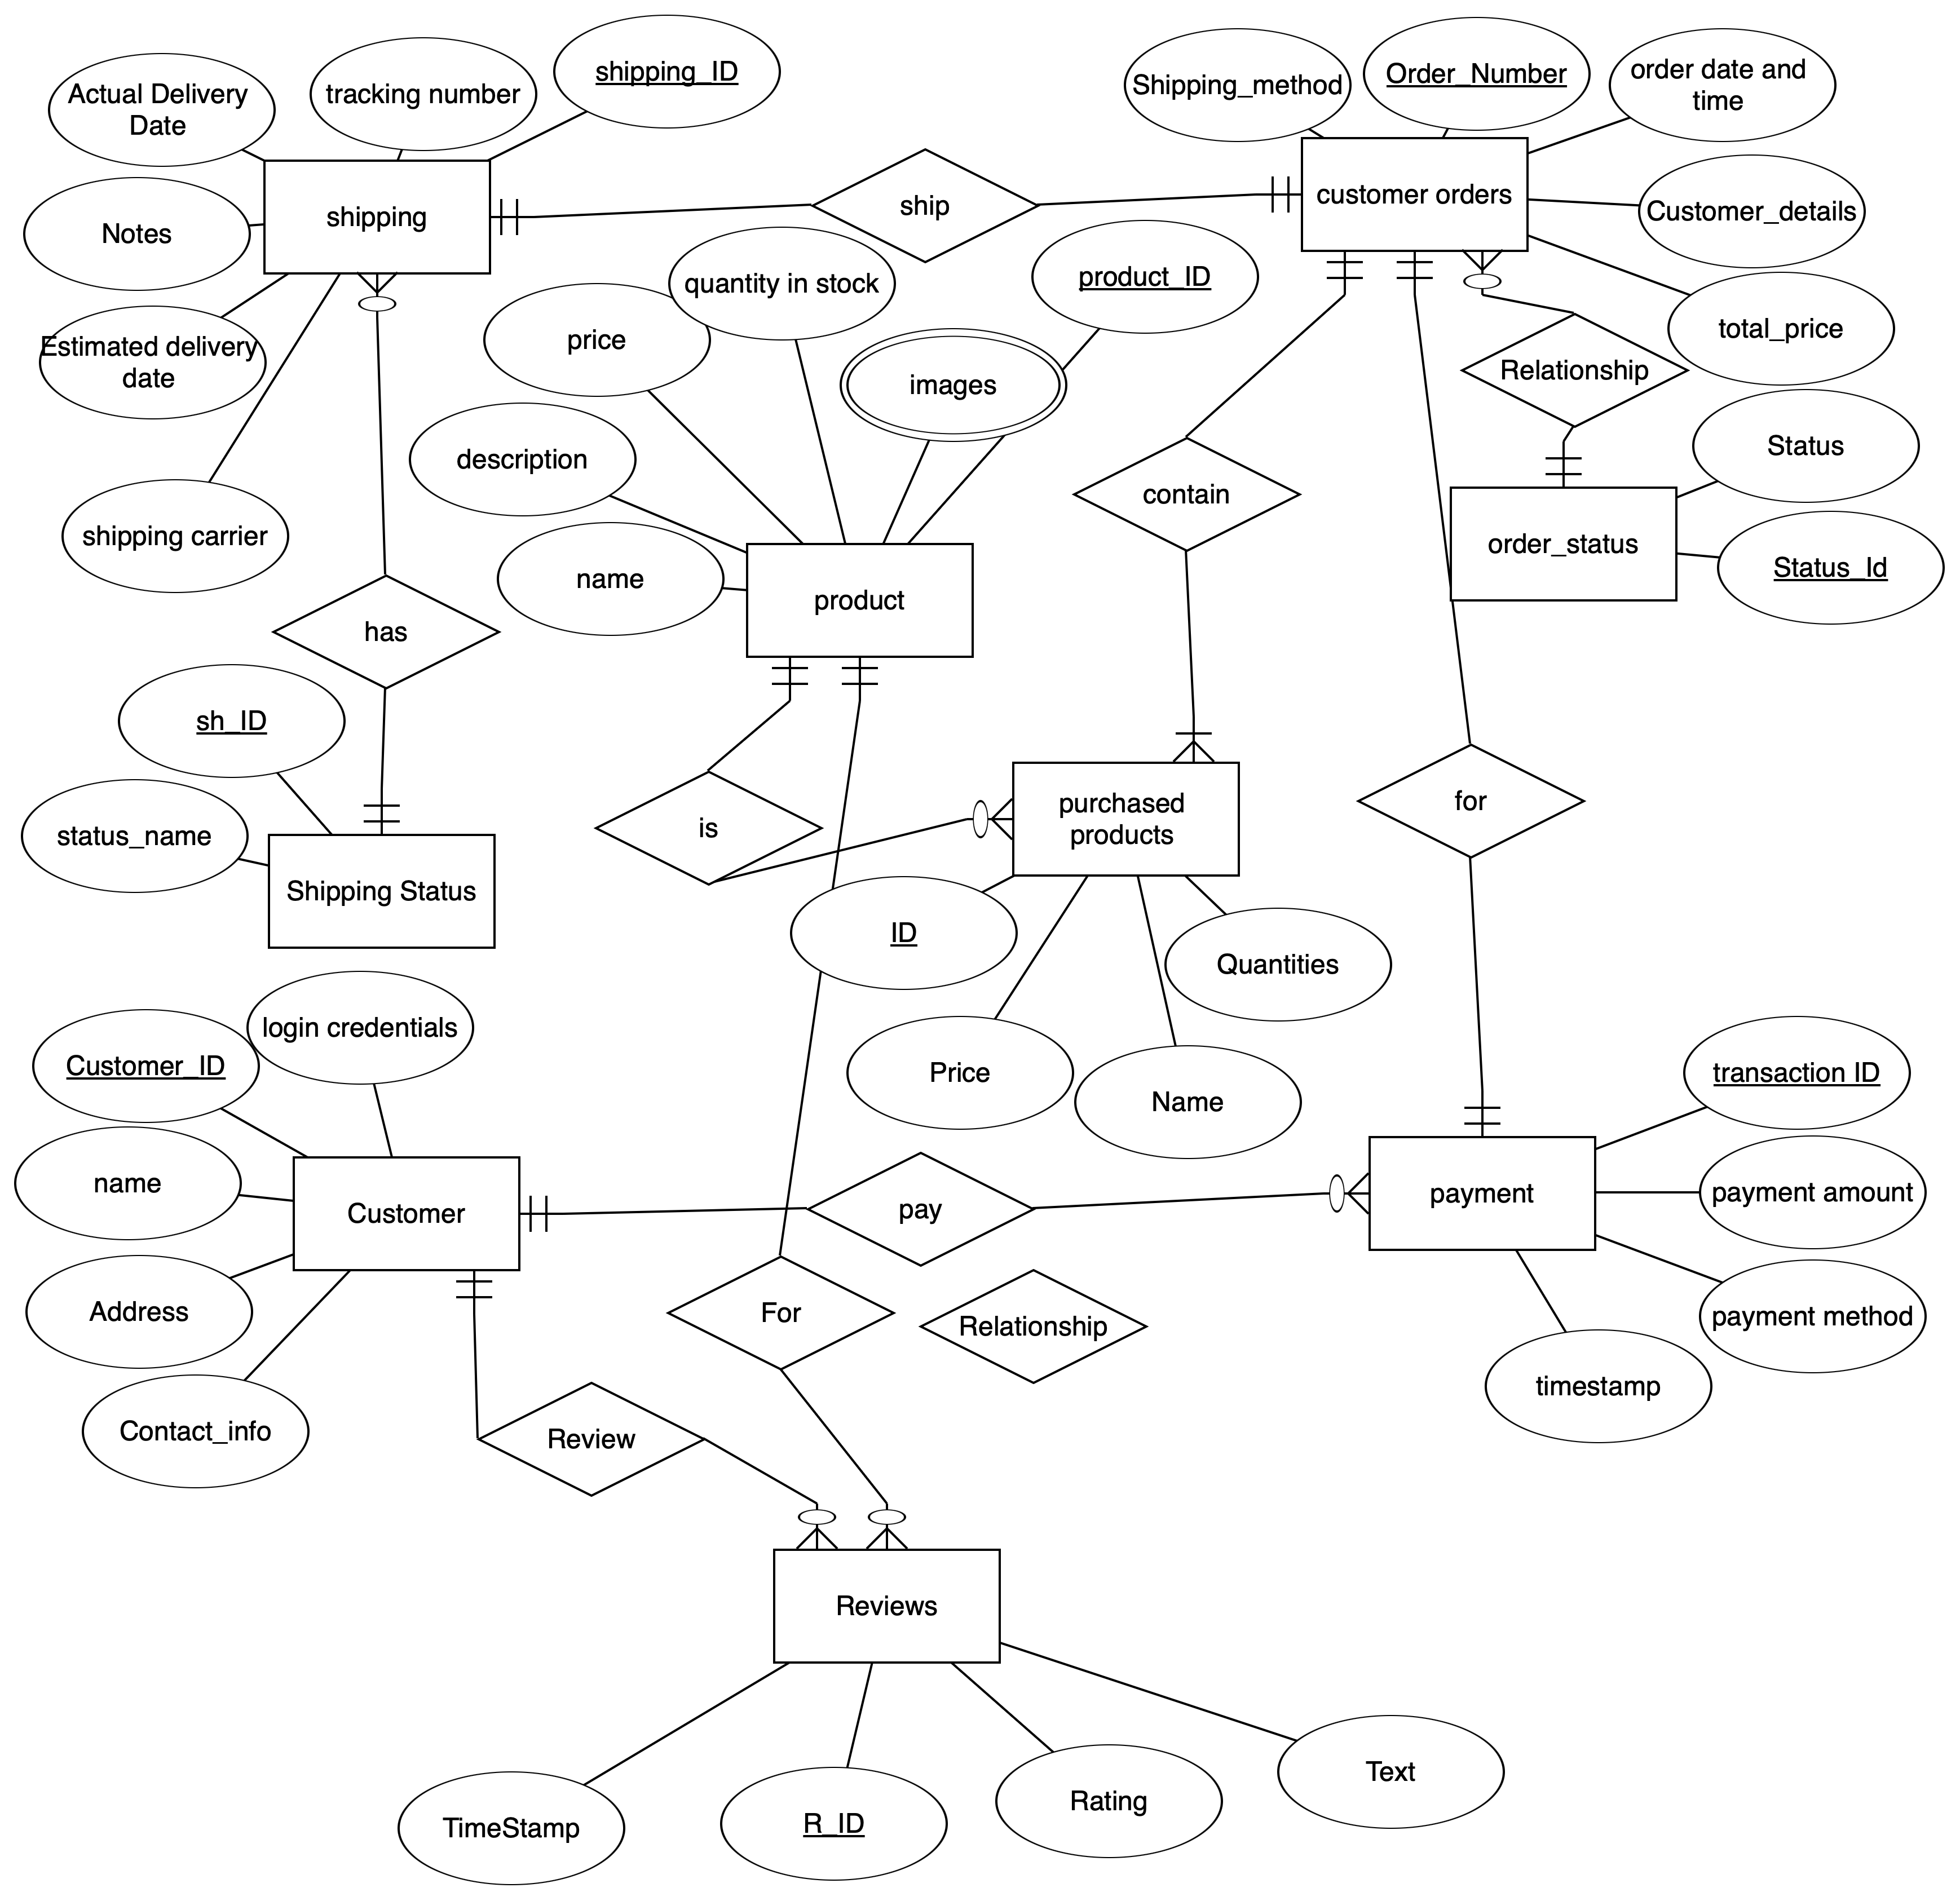 Actual Delivery
Date
tracking number
shipping_ID
Shipping_method
Order_Number
order date and
time
Notes
shipping
ship
customer orders
Customer_details
Estimated delivery
date
price
quantity in stock
product_ID
total_price
images
Relationship
description
contain
Status
shipping carrier
name
product
order_status
Status_Id
has
sh_ID
status_name
Shipping Status
is
purchased
products
for
ID
Quantities
Customer_ID
login credentials
Price
Name
transaction ID
name
Customer
pay
payment
payment amount
Address
For
Relationship
payment method
timestamp
Contact_info
Review
Reviews
TimeStamp
R_ID
Rating
Text